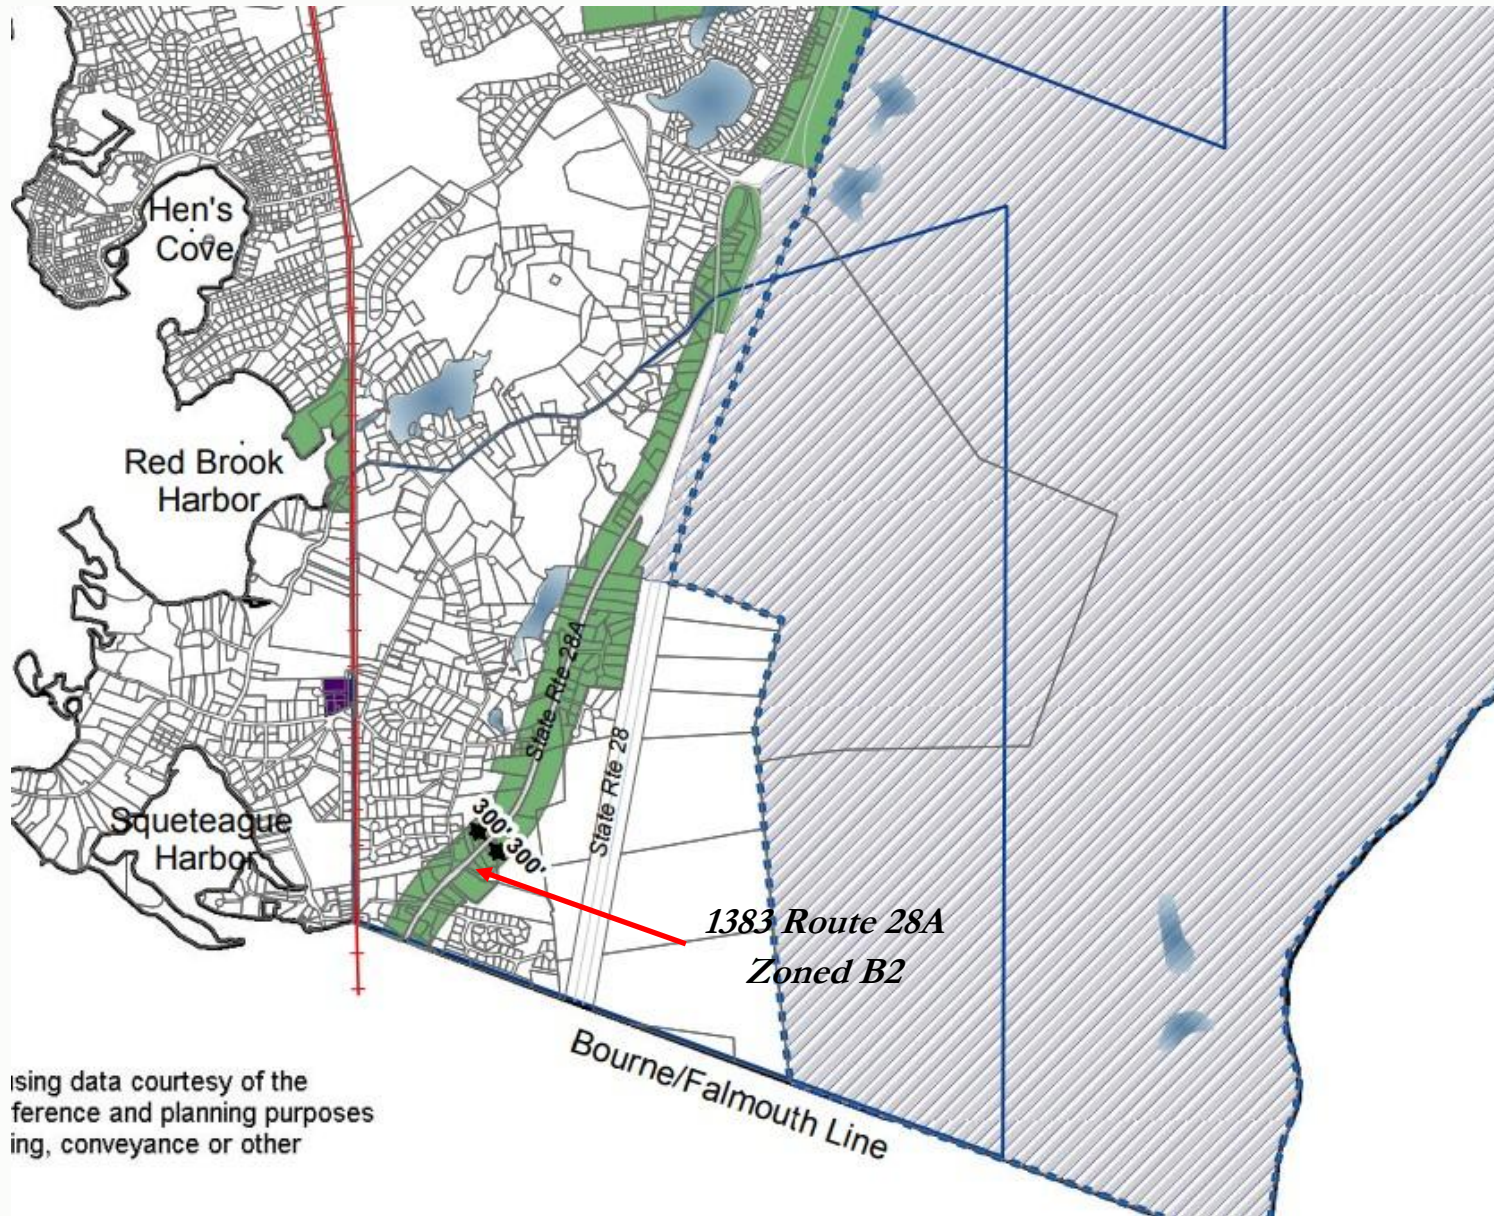 Hen's
Cove
Red Brook
Harbor
State Rte 28A
State Rte 28
Squeteague
Harbor
300' 300'
1383 Route 28A
Zoned B2
Bourne/Falmouth Line
using data courtesy of the
ference and planning purposes
ing, conveyance or other